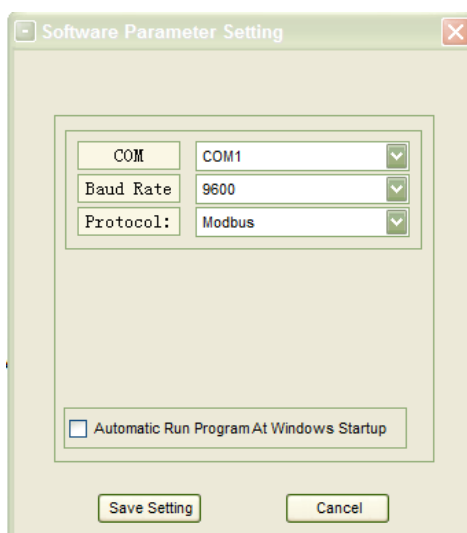 Software Parameter Setting
COM COM1
Baud Rate 9600
Protocol: Modbus
Automatic Run Program At Windows Startup
Save Setting Cancel